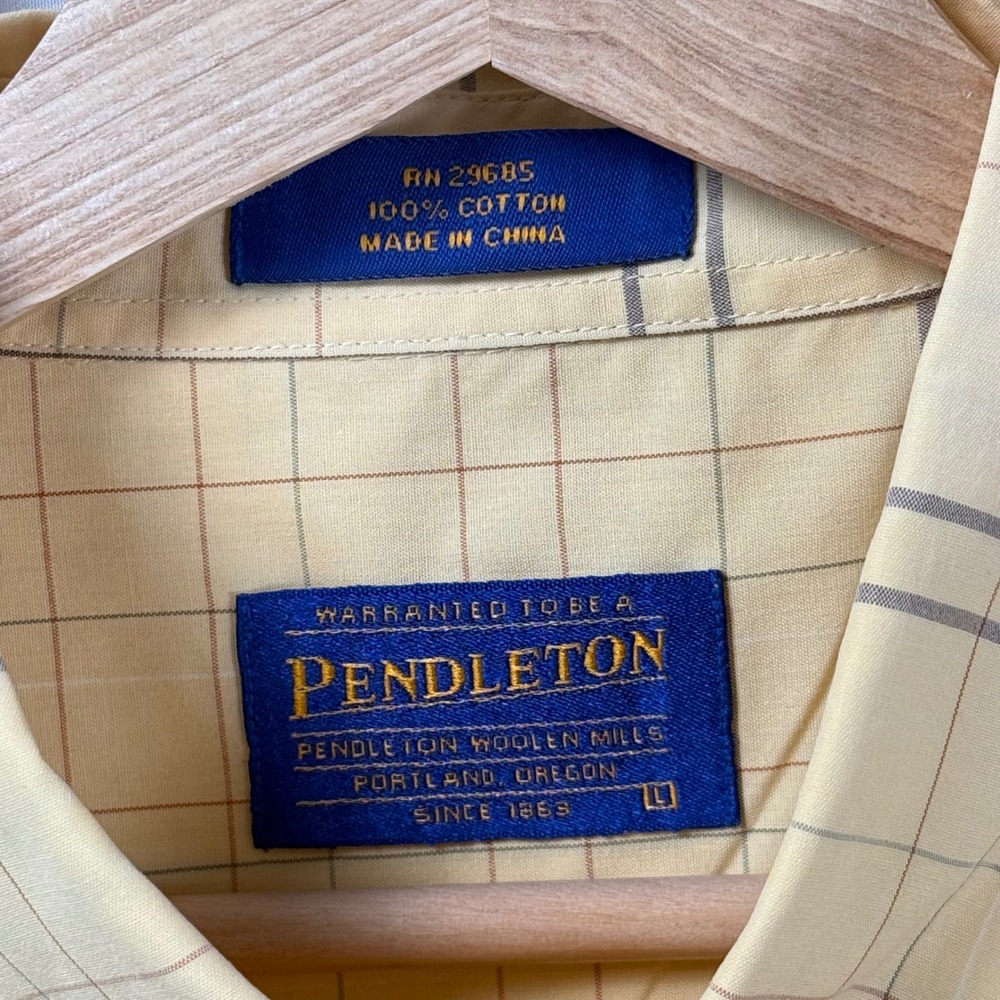 RN 29685
100% COTTON
MADE IN CHINA
WARRANTED TO BE A
PENDLETON
PENDLETON WOOLEN MILLS
PORTLAND, OREGON
SINCE 1863
L